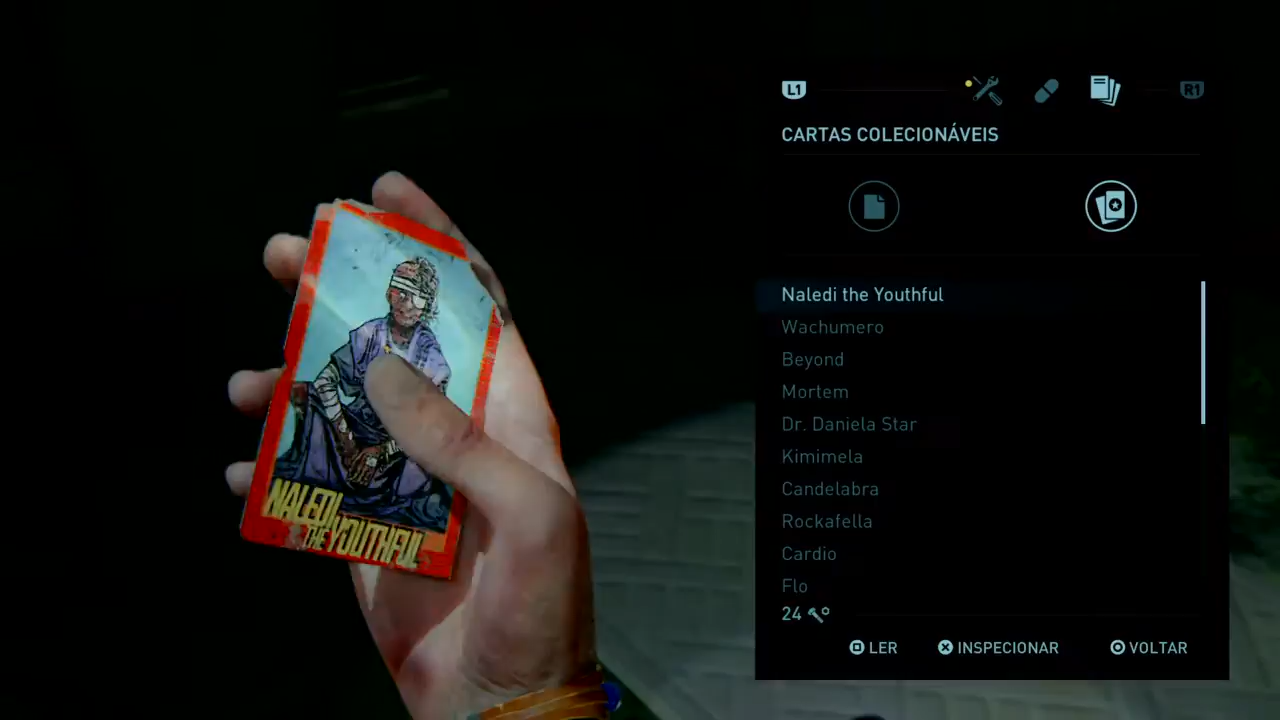 L1
R1
CARTAS COLECIONÁVEIS
Naledi the Youthful
Wachumero
Beyond
Mortem
Dr. Daniela Star
Kimimela
Candelabra
Rockafella
Cardio
Flo
24
LER
INSPECIONAR
VOLTAR
NALEDI
THE YOUTHFUL